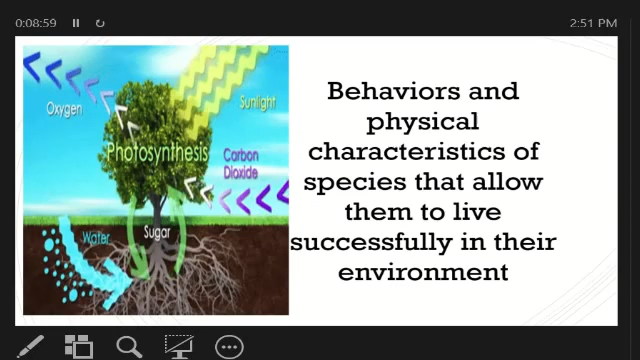 0:08:59
2:51 PM
Oxygen
Sunlight
Photosynthesis
Carbon
Dioxide
Water
Sugar
Behaviors and
physical
characteristics of
species that allow
them to live
successfully in their
environment